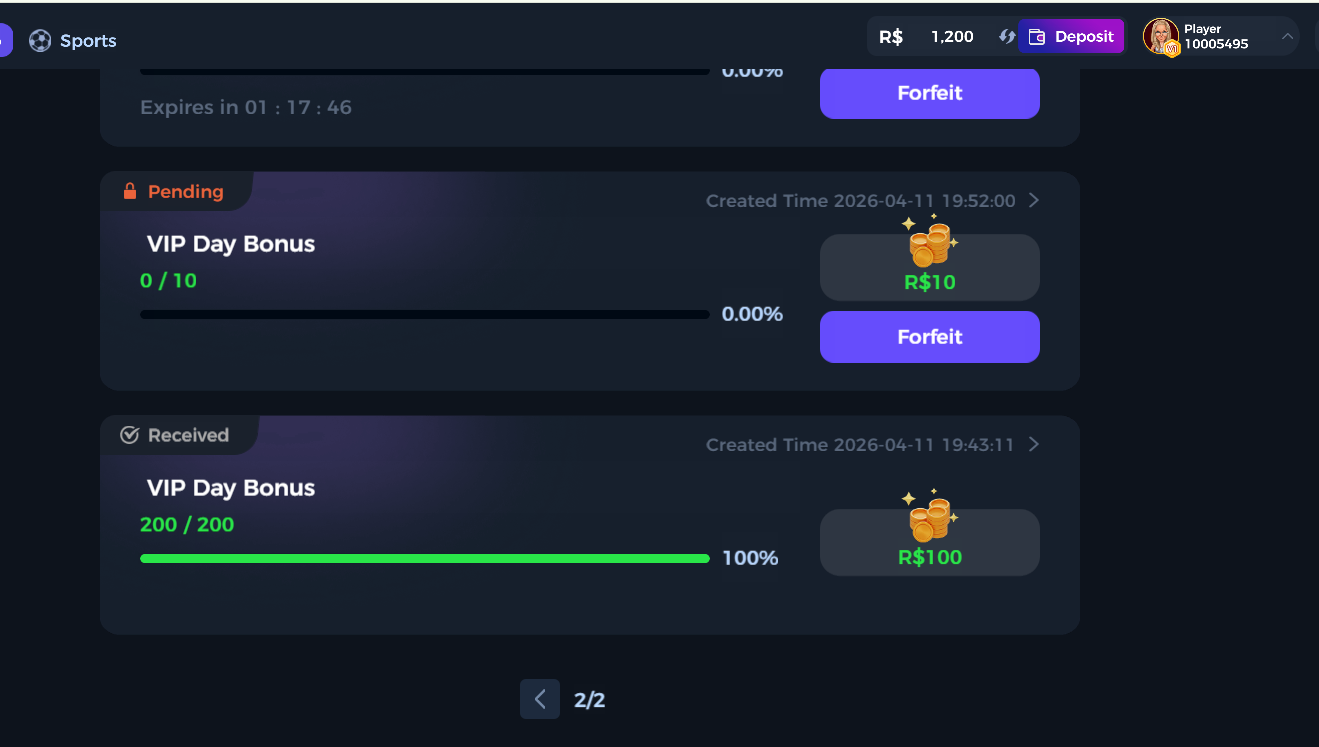 Sports
R$ 1,200
Deposit
Player
10005495
0.00%
Expires in 01 : 17 : 46
Forfeit
Pending
Created Time 2026-04-11 19:52:00
VIP Day Bonus
0 / 10
R$10
0.00%
Forfeit
Received
Created Time 2026-04-11 19:43:11
VIP Day Bonus
200 / 200
100%
R$100
2/2